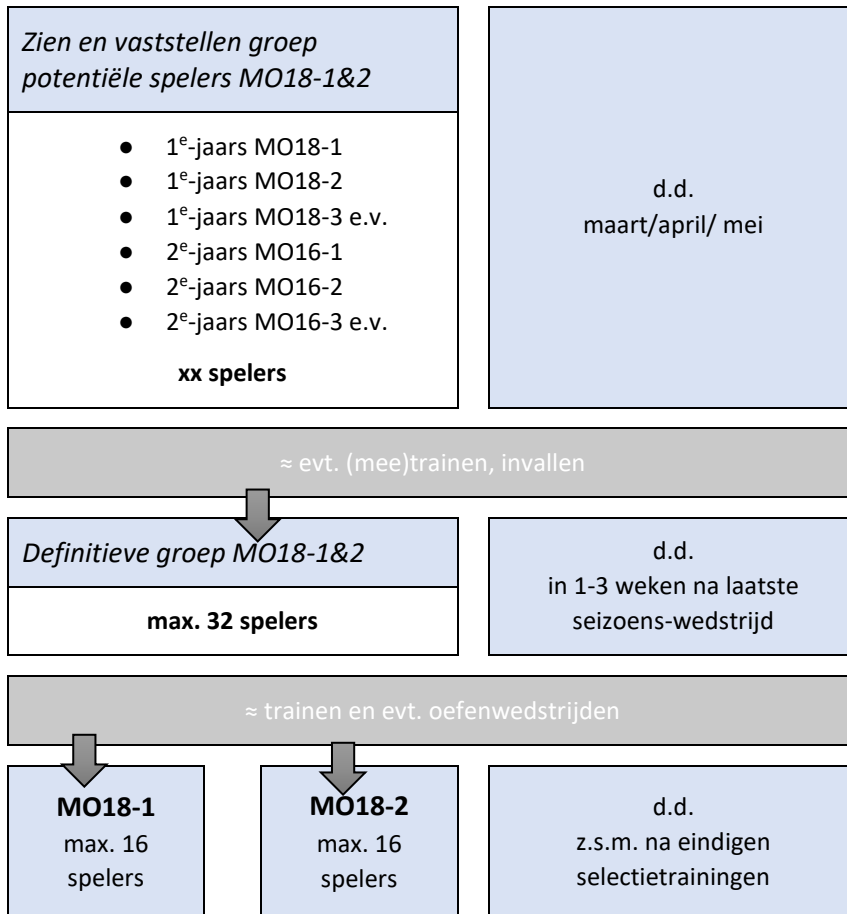 Zien en vaststellen groep
potentiële spelers MO18-1&2
● 1e-jaars MO18-1
● 1e-jaars MO18-2
● 1e-jaars MO18-3 e.v.
● 2e-jaars MO16-1
● 2e-jaars MO16-2
● 2e-jaars MO16-3 e.v.
xx spelers
d.d.
maart/april/ mei
≈ evt. (mee)trainen, invallen
Definitieve groep MO18-1&2
max. 32 spelers
d.d.
in 1-3 weken na laatste
seizoens-wedstrijd
≈ trainen en evt. oefenwedstrijden
MO18-1
max. 16
spelers
MO18-2
max. 16
spelers
d.d.
z.s.m. na eindigen
selectietrainingen